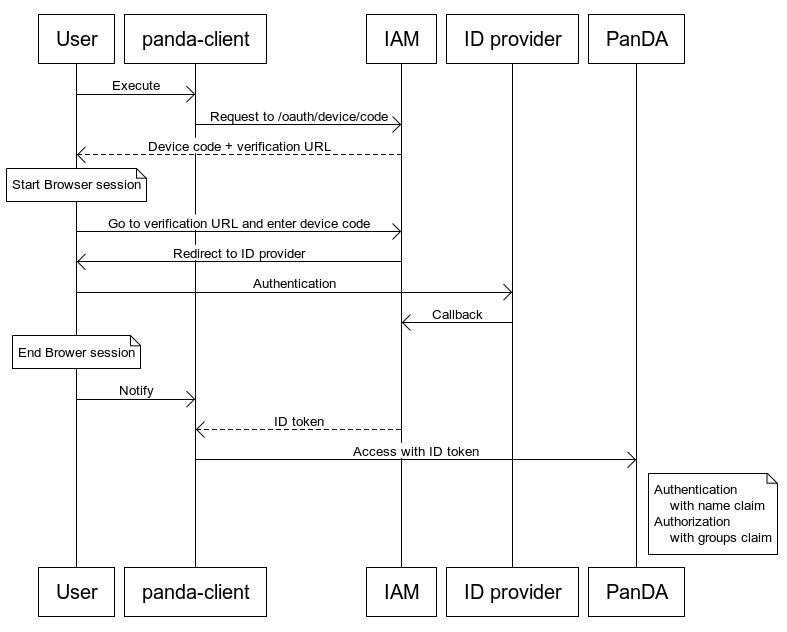 User
panda-client
IAM
ID provider
PanDA
Execute
Request to /oauth/device/code
Device code + verification URL
Start Browser session
Go to verification URL and enter device code
Redirect to ID provider
Authentication
Callback
End Brower session
Notify
ID token
Access with ID token
Authentication
with name claim
Authorization
with groups claim
User
panda-client
IAM
ID provider
PanDA